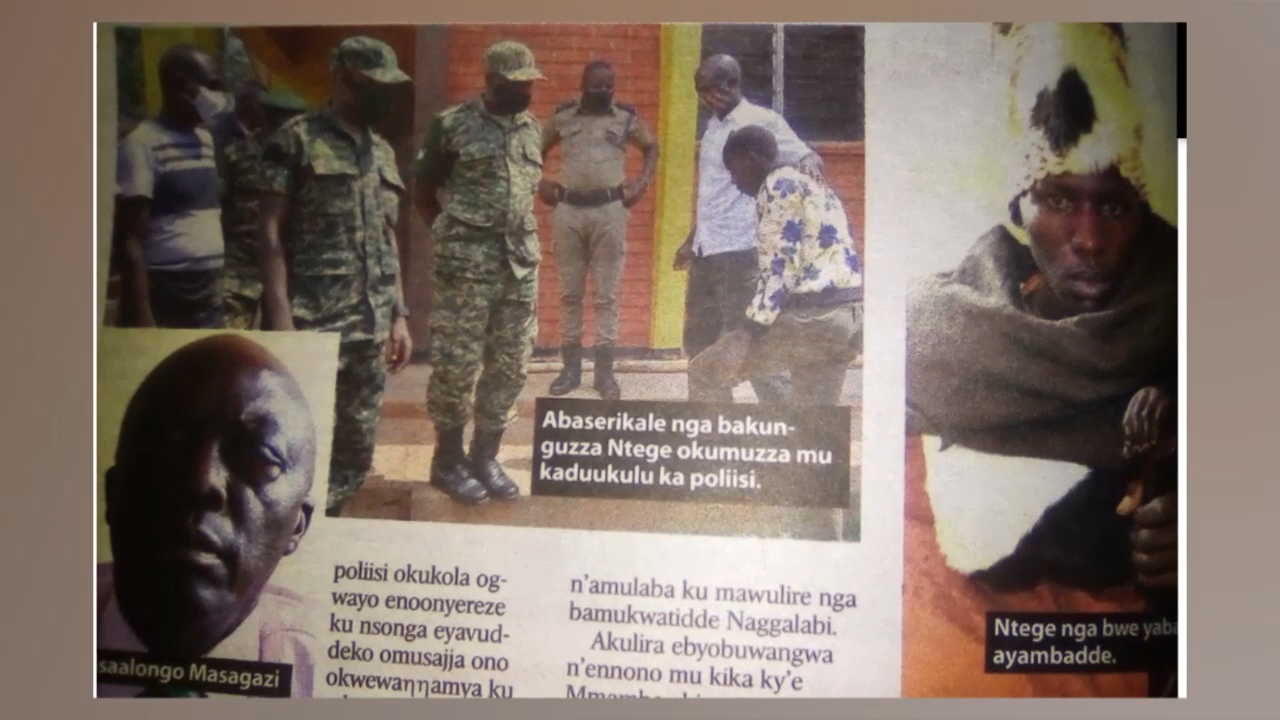 Abaserikale nga bakun-
guzza Ntege okumuzza mu
kaduukulu ka poliisi.
saalongo Masagazi
poliisi okukola og-
wayo enoonyereze
ku nsonga eyavud-
deko omusajja ono
okwewaŋŋamya ku
n'amulaba ku mawulire nga
bamukwatidde Naggalabi.
Akulira ebyobuwangwa
n'ennono mu kika ky'e
Ntege nga bwe yaba
ayambadde.